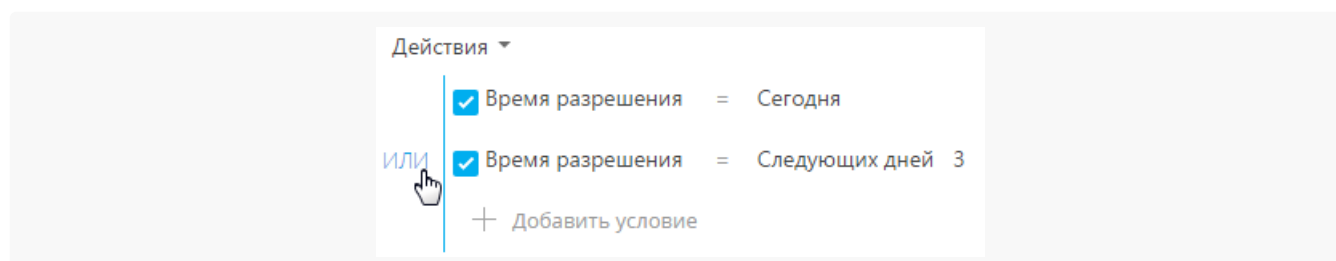 Действия
Время разрешения = Сегодня
ИЛИ Время разрешения = Следующих дней 3
Добавить условие